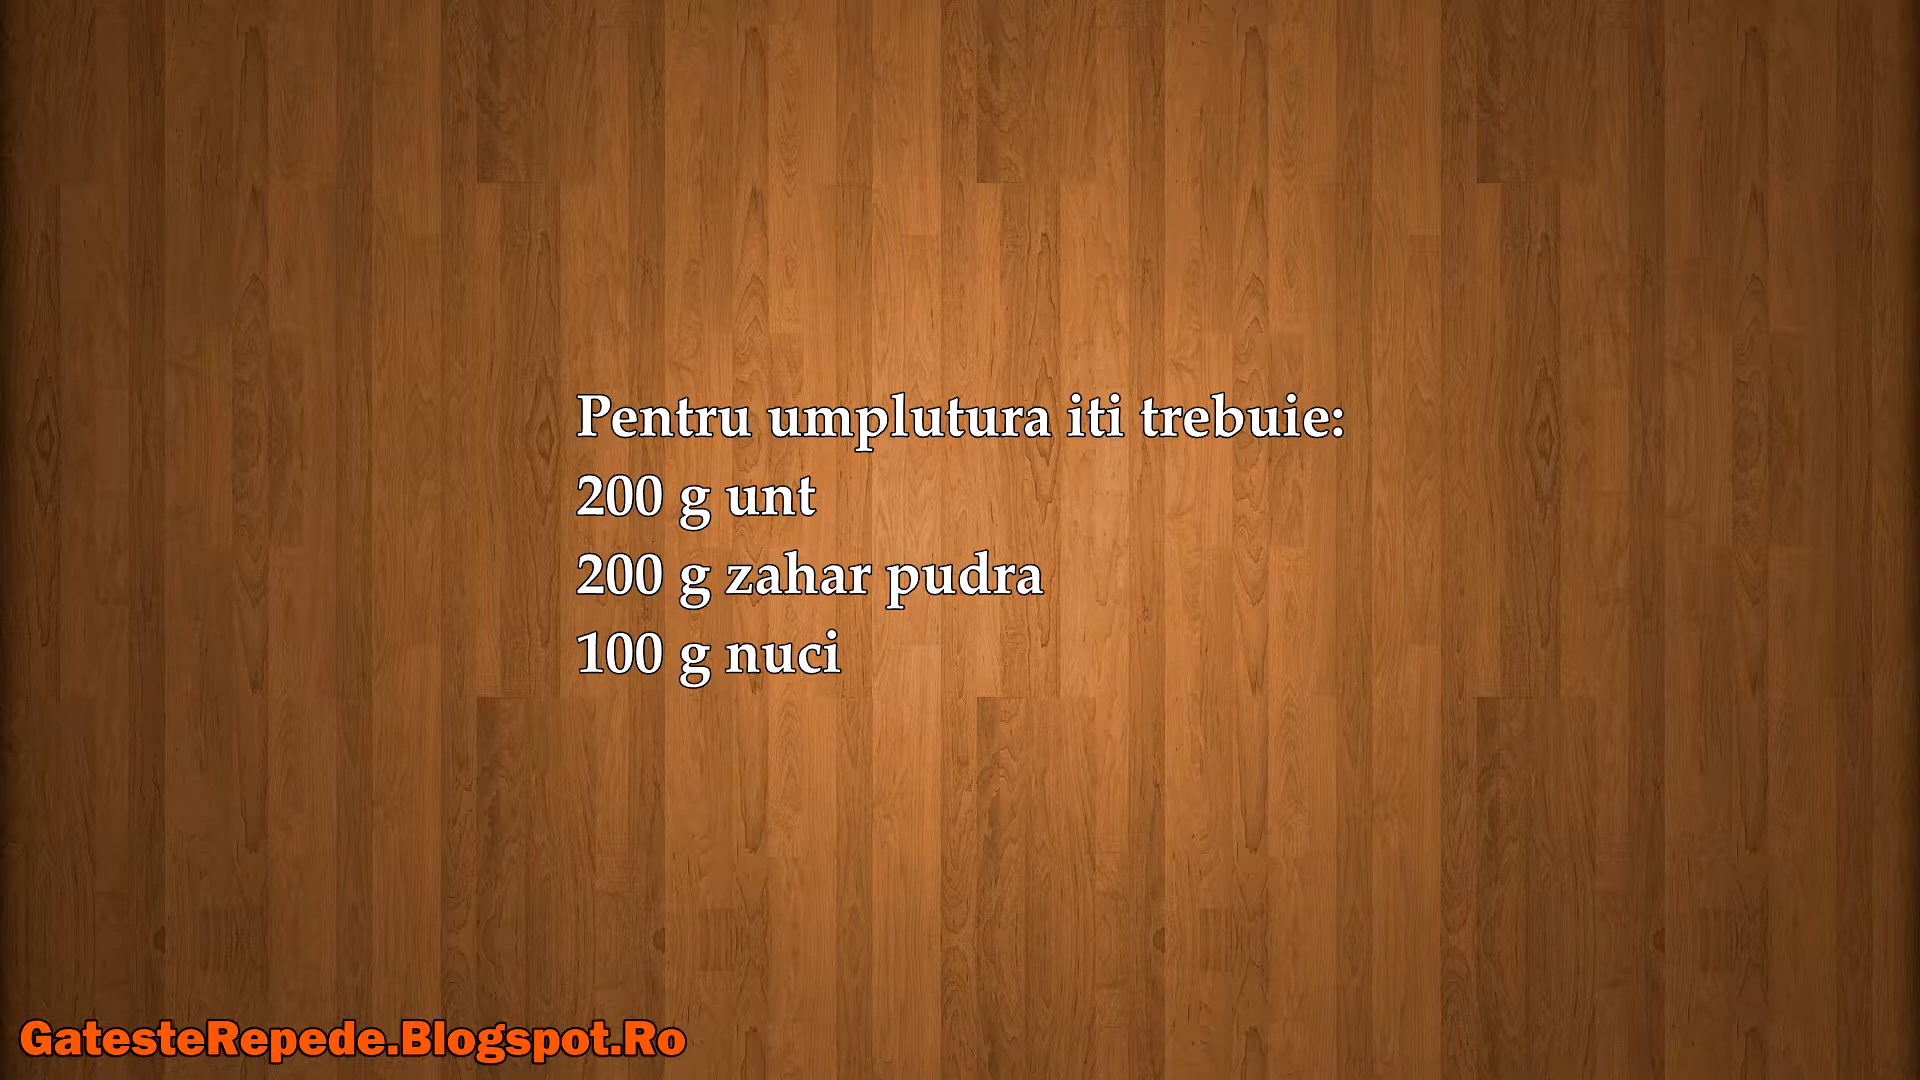 Pentru umplutura iti trebuie:
200 g unt
200 g zahar pudra
100 g nuci
GatesteRepede.Blogspot.Ro